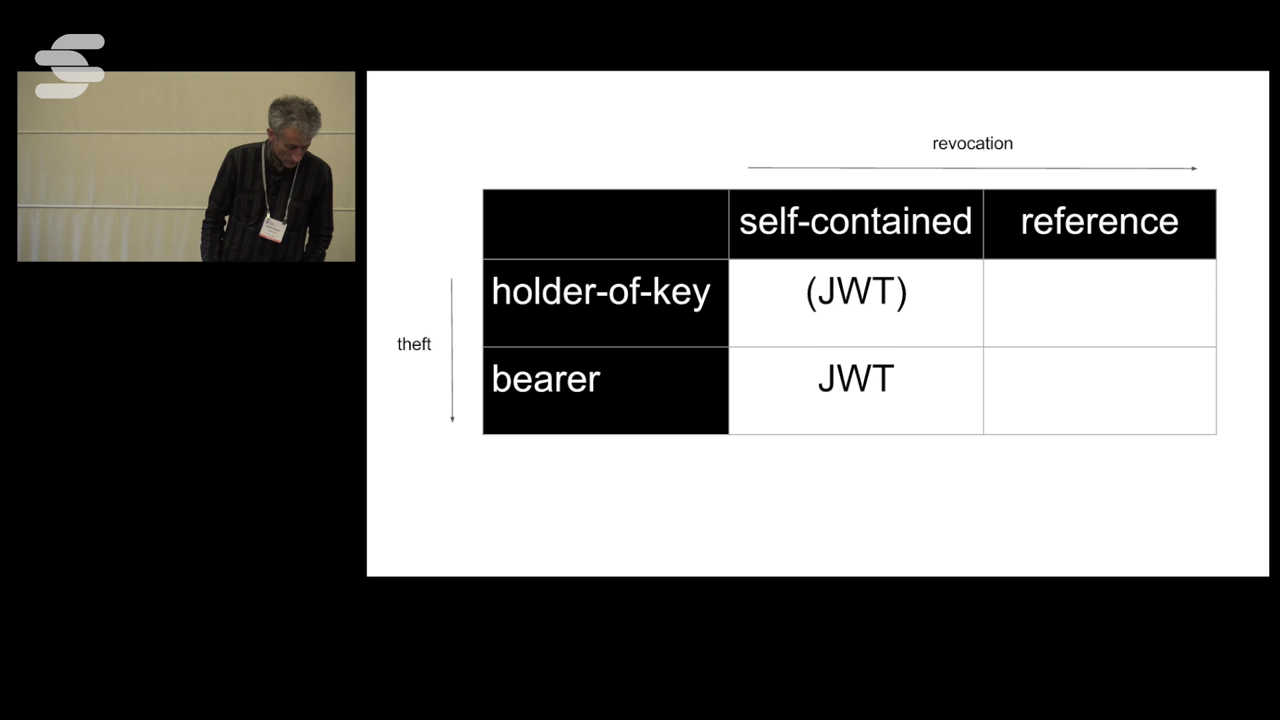 revocation
self-contained reference
theft
holder-of-key (JWT)
bearer JWT